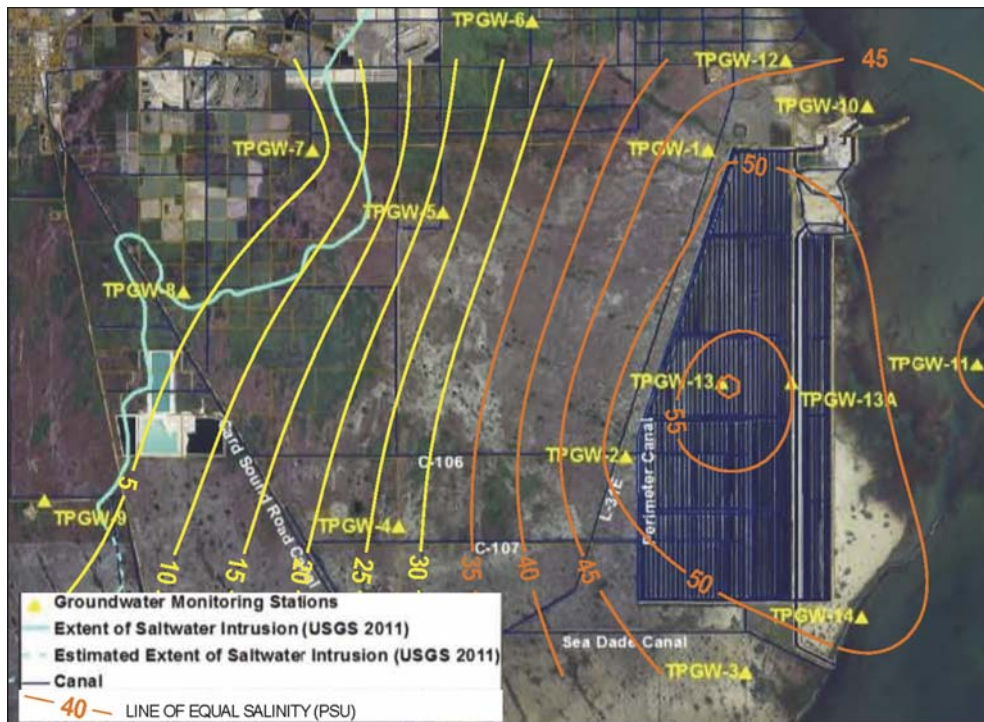 TPGW-6
TPGW-12
45
TPGW-10
TPGW-7
TPGW-1
50
TPGW-5
TPGW-8
TPGW-11
TPGW-13
TPGW-13A
55
Perimeter Canal
TPGW-2
L-31E
C-106
Card Sound Road Canal
5
TPGW-9
TPGW-4
C-107
10
15
20
25
30
35
40
45
50
TPGW-14
Sea Dade Canal
TPGW-3
Groundwater Monitoring Stations
Extent of Saltwater Intrusion (USGS 2011)
Estimated Extent of Saltwater Intrusion (USGS 2011)
Canal
40 LINE OF EQUAL SALINITY (PSU)